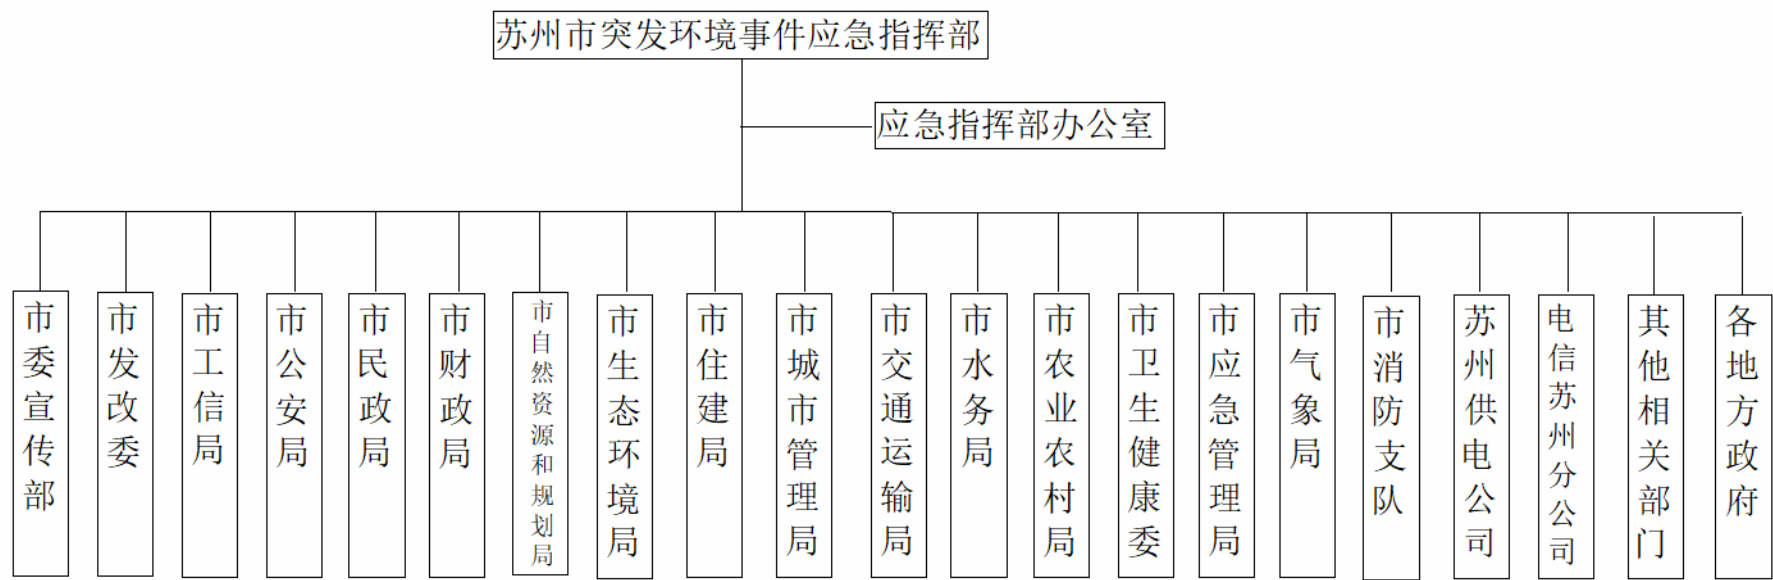 苏州市突发环境事件应急指挥部
应急指挥部办公室
市委宣传部
市发改委
市工信局
市公安局
市民政局
市财政局
市自然资源和规划局
市生态环境局
市住建局
市城市管理局
市交通运输局
市水务局
市农业农村局
市卫生健康委
市应急管理局
市气象局
市消防支队
苏州供电公司
电信苏州分公司
其他相关部门
各地方政府